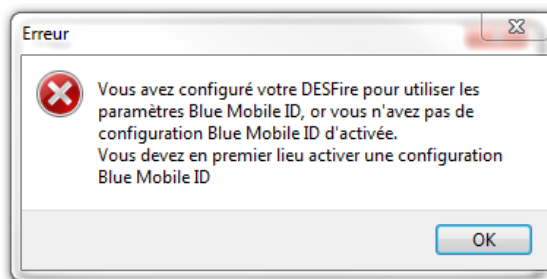 Erreur
Vous avez configuré votre DESFire pour utiliser les
paramètres Blue Mobile ID, or vous n'avez pas de
configuration Blue Mobile ID d'activée.
Vous devez en premier lieu activer une configuration
Blue Mobile ID
OK